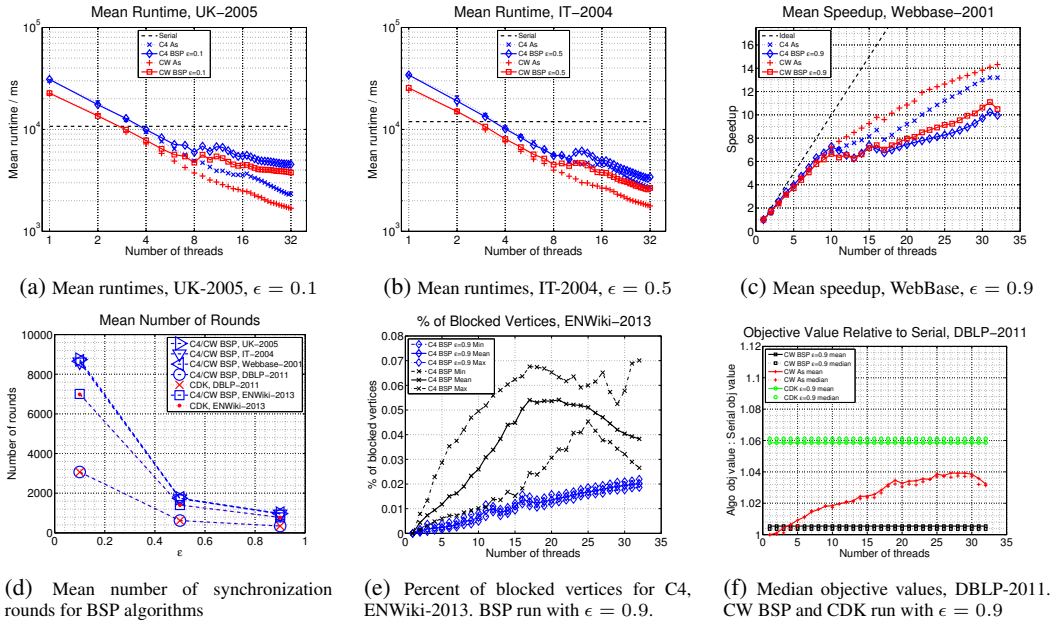 Mean Runtime, UK-2005
Serial
C4 As
C4 BSP ε=0.1
CW As
CW BSP ε=0.1
10^5
10^4
10^3
Mean runtime / ms
1 2 4 8 16 32
Number of threads
(a) Mean runtimes, UK-2005, ϵ = 0.1
Mean Runtime, IT-2004
Serial
C4 As
C4 BSP ε=0.5
CW As
CW BSP ε=0.5
10^5
10^4
10^3
Mean runtime / ms
1 2 4 8 16 32
Number of threads
(b) Mean runtimes, IT-2004, ϵ = 0.5
Mean Speedup, Webbase-2001
Ideal
C4 As
C4 BSP ε=0.9
CW As
CW BSP ε=0.9
16
14
12
10
8
6
4
2
0
Speedup
0 5 10 15 20 25 30 35
Number of threads
(c) Mean speedup, WebBase, ϵ = 0.9
Mean Number of Rounds
C4/CW BSP, UK-2005
C4/CW BSP, IT-2004
C4/CW BSP, Webbase-2001
C4/CW BSP, DBLP-2011
CDK, DBLP-2011
C4/CW BSP, ENWiki-2013
CDK, ENWiki-2013
10000
8000
6000
4000
2000
0
Number of rounds
0 0.2 0.4 0.6 0.8 1
ε
(d) Mean number of synchronization
rounds for BSP algorithms
% of Blocked Vertices, ENWiki-2013
C4 BSP ε=0.9 Min
C4 BSP ε=0.9 Mean
C4 BSP ε=0.9 Max
C4 BSP Min
C4 BSP Mean
C4 BSP Max
0.08
0.07
0.06
0.05
0.04
0.03
0.02
0.01
0
% of blocked vertices
0 5 10 15 20 25 30 35
Number of threads
(e) Percent of blocked vertices for C4,
ENWiki-2013. BSP run with ϵ = 0.9.
Objective Value Relative to Serial, DBLP-2011
CW BSP ε=0.9 mean
CW BSP ε=0.9 median
CW As mean
CW As median
CDK ε=0.9 mean
CDK ε=0.9 median
1.12
1.1
1.08
1.06
1.04
1.02
1
Algo obj value : Serial obj value
0 5 10 15 20 25 30 35
Number of threads
(f) Median objective values, DBLP-2011.
CW BSP and CDK run with ϵ = 0.9